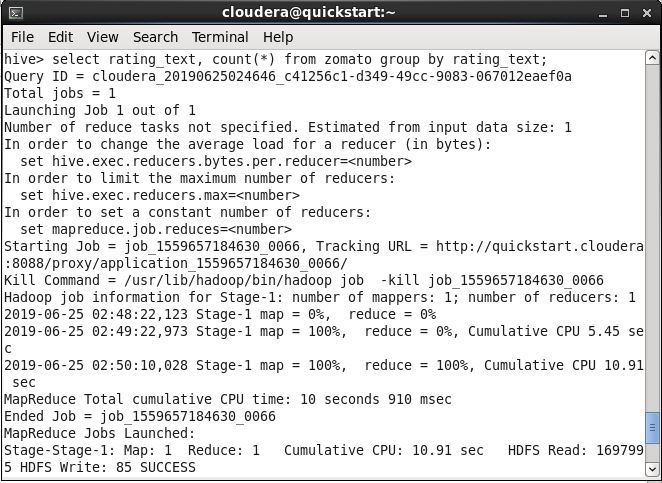 cloudera@quickstart:~
File Edit View Search Terminal Help
hive> select rating_text, count(*) from zomato group by rating_text;
Query ID = cloudera_20190625024646_c41256c1-d349-49cc-9083-067012eaef0a
Total jobs = 1
Launching Job 1 out of 1
Number of reduce tasks not specified. Estimated from input data size: 1
In order to change the average load for a reducer (in bytes):
  set hive.exec.reducers.bytes.per.reducer=<number>
In order to limit the maximum number of reducers:
  set hive.exec.reducers.max=<number>
In order to set a constant number of reducers:
  set mapreduce.job.reduces=<number>
Starting Job = job_1559657184630_0066, Tracking URL = http://quickstart.cloudera
:8088/proxy/application_1559657184630_0066/
Kill Command = /usr/lib/hadoop/bin/hadoop job  -kill job_1559657184630_0066
Hadoop job information for Stage-1: number of mappers: 1; number of reducers: 1
2019-06-25 02:48:22,123 Stage-1 map = 0%,  reduce = 0%
2019-06-25 02:49:22,973 Stage-1 map = 100%,  reduce = 0%, Cumulative CPU 5.45 se
c
2019-06-25 02:50:10,028 Stage-1 map = 100%,  reduce = 100%, Cumulative CPU 10.91
 sec
MapReduce Total cumulative CPU time: 10 seconds 910 msec
Ended Job = job_1559657184630_0066
MapReduce Jobs Launched:
Stage-Stage-1: Map: 1  Reduce: 1   Cumulative CPU: 10.91 sec   HDFS Read: 169799
5 HDFS Write: 85 SUCCESS